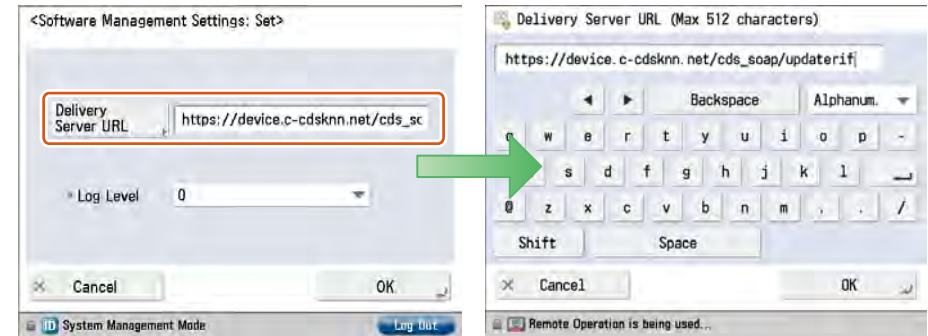 <Software Management Settings: Set>
Delivery
Server URL
https://device.c-cdsknn.net/cds_sc
Log Level
0
Cancel
OK
ID System Management Mode
Log Out
Delivery Server URL (Max 512 characters)
https://device.c-cdsknn.net/cds_soap/updaterif
Backspace
Alphanum.
w e r t y u i o p -
s d f g h j k l
@ z x c v b n m , . /
Shift
Space
Cancel
OK
Remote Operation is being used...